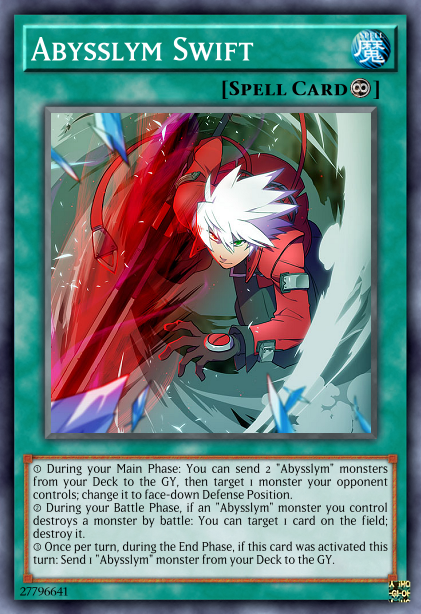 ABYSSLYM SWIFT
SPELL
魔
[SPELL CARD ]
① During your Main Phase: You can send 2 "Abysslym" monsters
from your Deck to the GY, then target 1 monster your opponent
controls; change it to face-down Defense Position.
② During your Battle Phase, if an "Abysslym" monster you control
destroys a monster by battle: You can target 1 card on the field;
destroy it.
③ Once per turn, during the End Phase, if this card was activated this
turn: Send 1 "Abysslym" monster from your Deck to the GY.
27796641